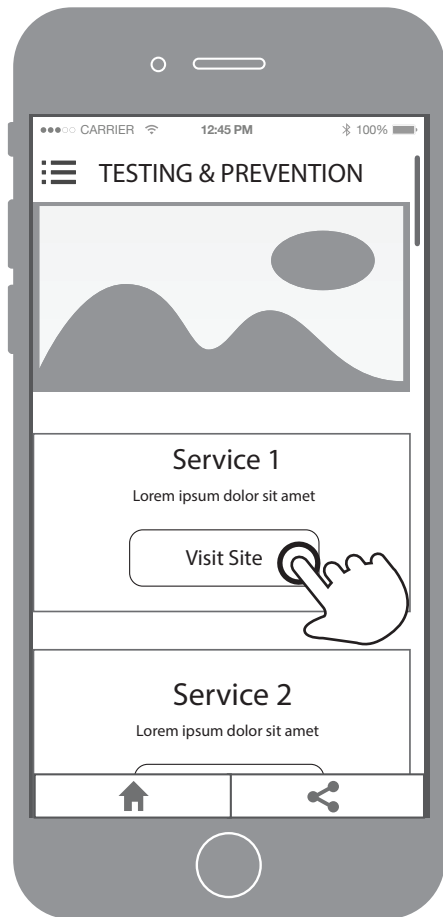 CARRIER 12:45 PM 100%
TESTING & PREVENTION
Service 1
Lorem ipsum dolor sit amet
Visit Site
Service 2
Lorem ipsum dolor sit amet